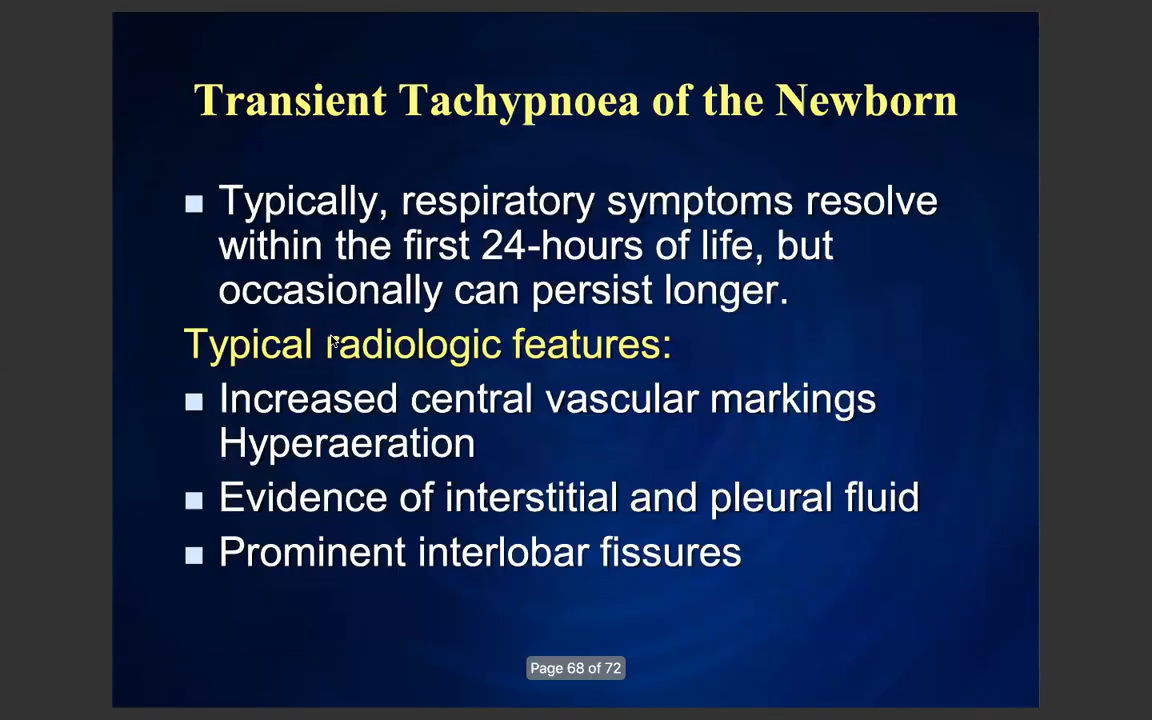 Transient Tachypnoea of the Newborn
Typically, respiratory symptoms resolve
within the first 24-hours of life, but
occasionally can persist longer.
Typical radiologic features:
Increased central vascular markings
Hyperaeration
Evidence of interstitial and pleural fluid
Prominent interlobar fissures
Page 68 of 72